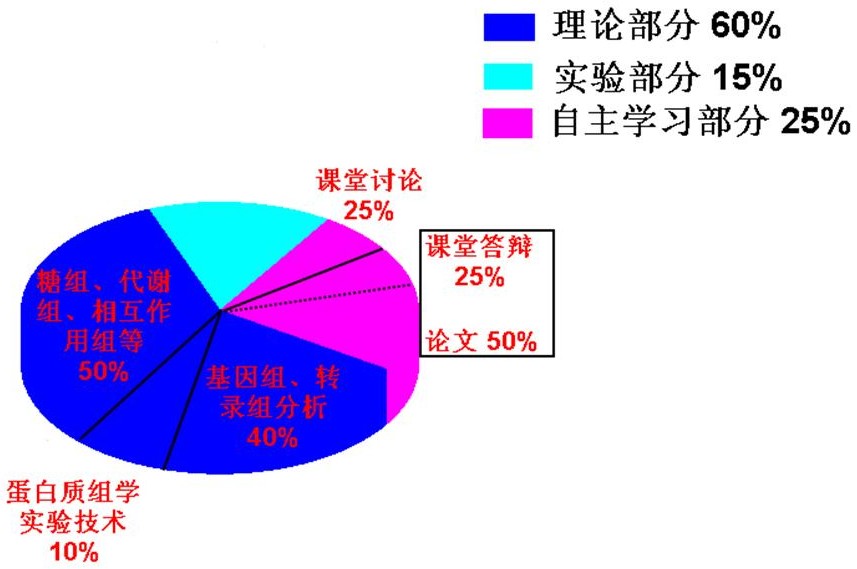 理论部分 60%
实验部分 15%
自主学习部分 25%
课堂讨论
25%
课堂答辩
25%
论文 50%
糖组、代谢
组、相互作
用组等
50%
基因组、转
录组分析
40%
蛋白质组学
实验技术
10%